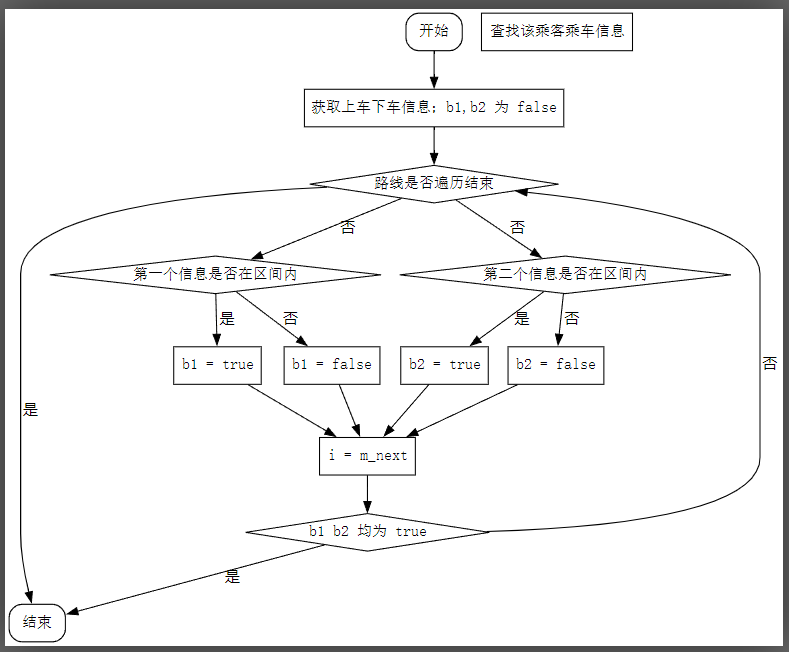 开始
查找该乘客乘车信息
获取上车下车信息；b1,b2 为 false
路线是否遍历结束
否
否
第一个信息是否在区间内
第二个信息是否在区间内
是
否
是
否
b1 = true
b1 = false
b2 = true
b2 = false
否
是
i = m_next
b1 b2 均为 true
是
结束